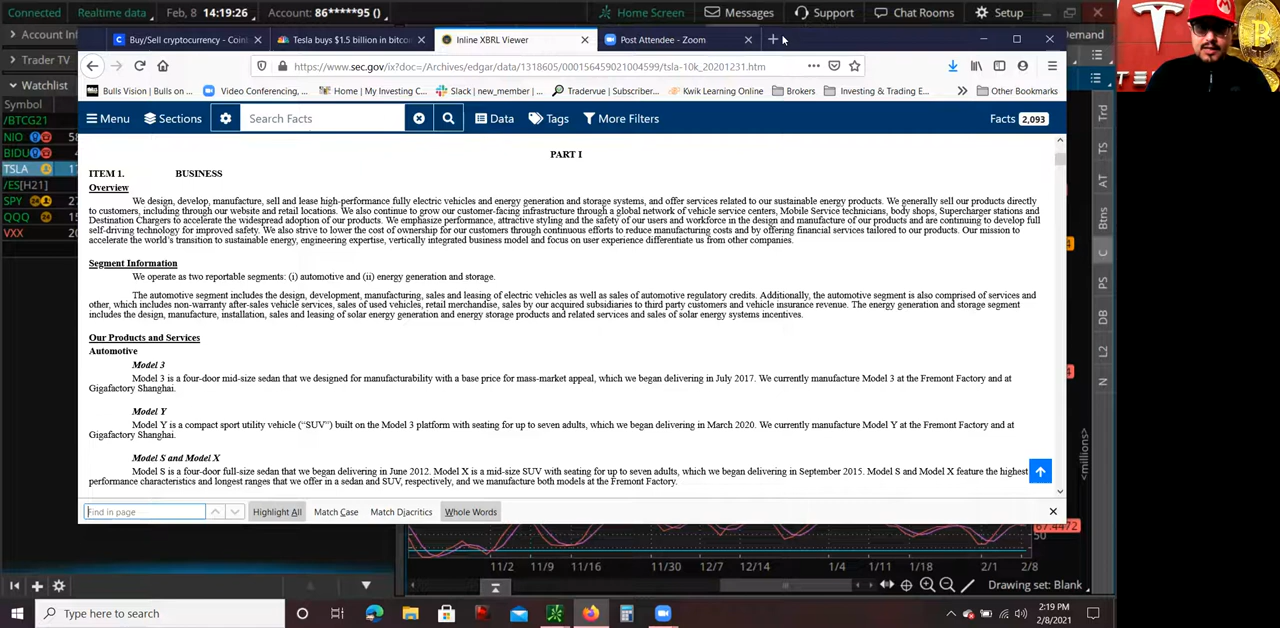 Connected Realtime data Feb, 8 14:19:26 Account: 86*****95 () Home Screen Messages Support Chat Rooms Setup
Account Info
Trader TV
Watchlist
Symbol
/BTCG21
NIO 58
BIDU
TSLA 17
/ES[H21]
SPY
QQQ 15
VXX 20
Buy/Sell cryptocurrency - Coin
Tesla buys $1.5 billion in bitco
Inline XBRL Viewer
Post Attendee - Zoom
https://www.sec.gov/ix?doc=/Archives/edgar/data/1318605/000156459021004599/tsla-10k_20201231.htm
Bulls Vision | Bulls on ... Video Conferencing, ... Home | My Investing C... Slack | new_member | ... Tradervue | Subscriber... Kwik Learning Online Brokers Investing & Trading E... Other Bookmarks
Menu Sections Search Facts Data Tags More Filters Facts 2,093
PART I
ITEM 1. BUSINESS
Overview
We design, develop, manufacture, sell and lease high-performance fully electric vehicles and energy generation and storage systems, and offer services related to our sustainable energy products. We generally sell our products directly
to customers, including through our website and retail locations. We also continue to grow our customer-facing infrastructure through a global network of vehicle service centers, Mobile Service technicians, body shops, Supercharger stations and
Destination Chargers to accelerate the widespread adoption of our products. We emphasize performance, attractive styling and the safety of our users and workforce in the design and manufacture of our products and are continuing to develop full
self-driving technology for improved safety. We also strive to lower the cost of ownership for our customers through continuous efforts to reduce manufacturing costs and by offering financial services tailored to our products. Our mission to
accelerate the world's transition to sustainable energy, engineering expertise, vertically integrated business model and focus on user experience differentiate us from other companies.
Segment Information
We operate as two reportable segments: (i) automotive and (ii) energy generation and storage.
The automotive segment includes the design, development, manufacturing, sales and leasing of electric vehicles as well as sales of automotive regulatory credits. Additionally, the automotive segment is also comprised of services and
other, which includes non-warranty after-sales vehicle services, sales of used vehicles, retail merchandise, sales by our acquired subsidiaries to third party customers and vehicle insurance revenue. The energy generation and storage segment
includes the design, manufacture, installation, sales and leasing of solar energy generation and energy storage products and related services and sales of solar energy systems incentives.
Our Products and Services
Automotive
Model 3
Model 3 is a four-door mid-size sedan that we designed for manufacturability with a base price for mass-market appeal, which we began delivering in July 2017. We currently manufacture Model 3 at the Fremont Factory and at
Gigafactory Shanghai.
Model Y
Model Y is a compact sport utility vehicle ("SUV") built on the Model 3 platform with seating for up to seven adults, which we began delivering in March 2020. We currently manufacture Model Y at the Fremont Factory and at
Gigafactory Shanghai.
Model S and Model X
Model S is a four-door full-size sedan that we began delivering in June 2012. Model X is a mid-size SUV with seating for up to seven adults, which we began delivering in September 2015. Model S and Model X feature the highest
performance characteristics and longest ranges that we offer in a sedan and SUV, respectively, and we manufacture both models at the Fremont Factory.
Find in page Highlight All Match Case Match Diacritics Whole Words
Demand
Trd
TS
AT
Btns
C
PS
DB
L2
N
<millions>
67.4472
50
11/2 11/9 11/16 11/30 12/7 12/14 1/4 1/11 1/18 2/1 2/8
Drawing set: Blank
Type here to search
2:19 PM
2/8/2021